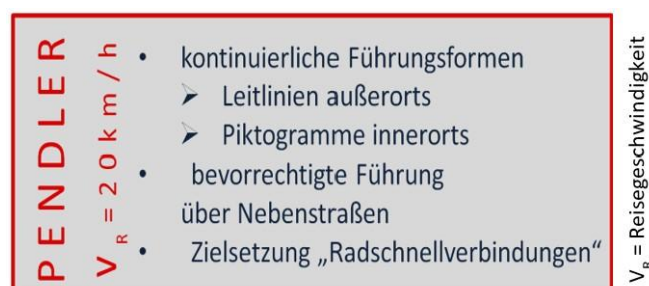 PENDLER
V_R = 20 km/h
• kontinuierliche Führungsformen
➢ Leitlinien außerorts
➢ Piktogramme innerorts
• bevorrechtigte Führung
über Nebenstraßen
• Zielsetzung „Radschnellverbindungen“
V_R = Reisegeschwindigkeit